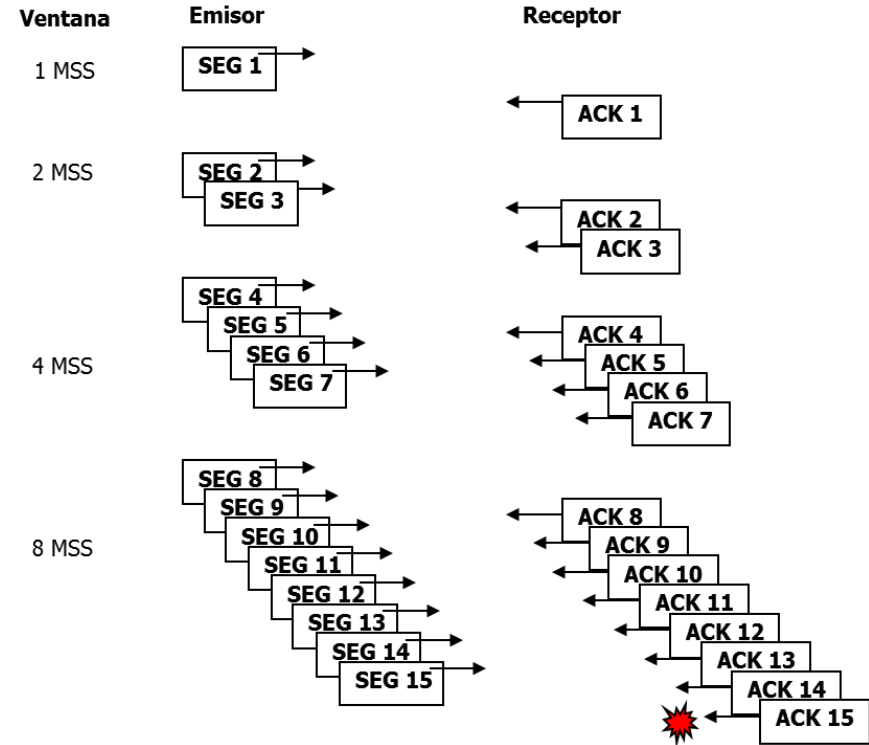 Ventana Emisor Receptor
1 MSS
SEG 1
ACK 1
2 MSS
SEG 2
SEG 3
ACK 2
ACK 3
4 MSS
SEG 4
SEG 5
SEG 6
SEG 7
ACK 4
ACK 5
ACK 6
ACK 7
8 MSS
SEG 8
SEG 9
SEG 10
SEG 11
SEG 12
SEG 13
SEG 14
SEG 15
ACK 8
ACK 9
ACK 10
ACK 11
ACK 12
ACK 13
ACK 14
ACK 15